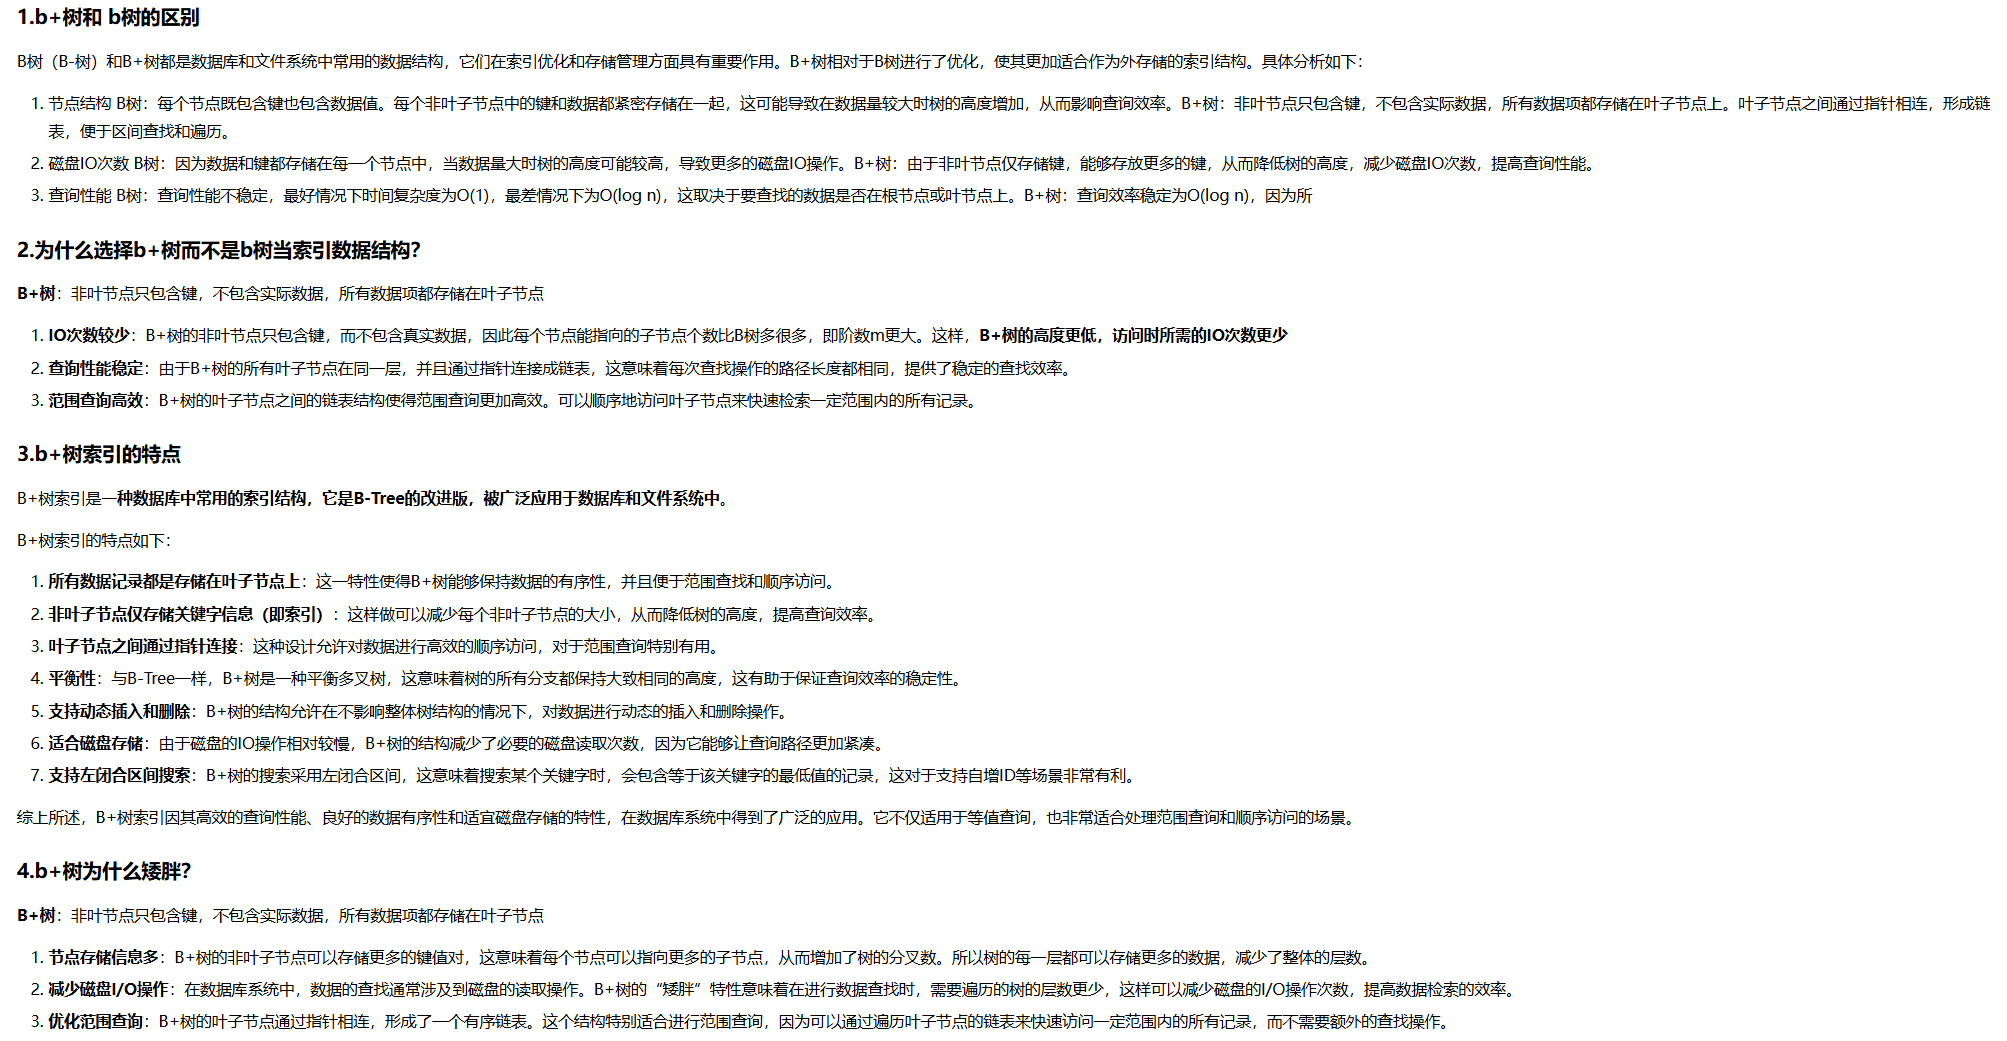 1.b+树和 b树的区别
B树（B-树）和B+树都是数据库和文件系统中常用的数据结构，它们在索引优化和存储管理方面具有重要作用。B+树相对于B树进行了优化，使其更加适合作为外存储的索引结构。具体分析如下：
1. 节点结构 B树：每个节点既包含键也包含数据值。每个非叶子节点中的键和数据都紧密存储在一起，这可能导致在数据量较大时树的高度增加，从而影响查询效率。B+树：非叶节点只包含键，不包含实际数据，所有数据项都存储在叶子节点上。叶子节点之间通过指针相连，形成链
表，便于区间查找和遍历。
2. 磁盘IO次数 B树：因为数据和键都存储在每一个节点中，当数据量大时树的高度可能较高，导致更多的磁盘IO操作。B+树：由于非叶节点仅存储键，能够存放更多的键，从而降低树的高度，减少磁盘IO次数，提高查询性能。
3. 查询性能 B树：查询性能不稳定，最好情况下时间复杂度为O(1)，最差情况下为O(log n)，这取决于要查找的数据是否在根节点或叶节点上。B+树：查询效率稳定为O(log n)，因为所
2.为什么选择b+树而不是b树当索引数据结构？
B+树：非叶节点只包含键，不包含实际数据，所有数据项都存储在叶子节点
1. IO次数较少：B+树的非叶节点只包含键，而不包含真实数据，因此每个节点能指向的子节点个数比B树多很多，即阶数m更大。这样，B+树的高度更低，访问时所需的IO次数更少
2. 查询性能稳定：由于B+树的所有叶子节点在同一层，并且通过指针连接成链表，这意味着每次查找操作的路径长度都相同，提供了稳定的查找效率。
3. 范围查询高效：B+树的叶子节点之间的链表结构使得范围查询更加高效。可以顺序地访问叶子节点来快速检索一定范围内的所有记录。
3.b+树索引的特点
B+树索引是一种数据库中常用的索引结构，它是B-Tree的改进版，被广泛应用于数据库和文件系统中。
B+树索引的特点如下：
1. 所有数据记录都是存储在叶子节点上：这一特性使得B+树能够保持数据的有序性，并且便于范围查找和顺序访问。
2. 非叶子节点仅存储关键字信息（即索引）：这样做可以减少每个非叶子节点的大小，从而降低树的高度，提高查询效率。
3. 叶子节点之间通过指针连接：这种设计允许对数据进行高效的顺序访问，对于范围查询特别有用。
4. 平衡性：与B-Tree一样，B+树是一种平衡多叉树，这意味着树的所有分支都保持大致相同的高度，这有助于保证查询效率的稳定性。
5. 支持动态插入和删除：B+树的结构允许在不影响整体树结构的情况下，对数据进行动态的插入和删除操作。
6. 适合磁盘存储：由于磁盘的IO操作相对较慢，B+树的结构减少了必要的磁盘读取次数，因为它能够让查询路径更加紧凑。
7. 支持左闭合区间搜索：B+树的搜索采用左闭合区间，这意味着搜索某个关键字时，会包含等于该关键字的最低值的记录，这对于支持自增ID等场景非常有利。
综上所述，B+树索引因其高效的查询性能、良好的数据有序性和适宜磁盘存储的特性，在数据库系统中得到了广泛的应用。它不仅适用于等值查询，也非常适合处理范围查询和顺序访问的场景。
4.b+树为什么矮胖？
B+树：非叶节点只包含键，不包含实际数据，所有数据项都存储在叶子节点
1. 节点存储信息多：B+树的非叶子节点可以存储更多的键值对，这意味着每个节点可以指向更多的子节点，从而增加了树的分叉数。所以树的每一层都可以存储更多的数据，减少了整体的层数。
2. 减少磁盘I/O操作：在数据库系统中，数据的查找通常涉及到磁盘的读取操作。B+树的“矮胖”特性意味着在进行数据查找时，需要遍历的树的层数更少，这样可以减少磁盘的I/O操作次数，提高数据检索的效率。
3. 优化范围查询：B+树的叶子节点通过指针相连，形成了一个有序链表。这个结构特别适合进行范围查询，因为可以通过遍历叶子节点的链表来快速访问一定范围内的所有记录，而不需要额外的查找操作。